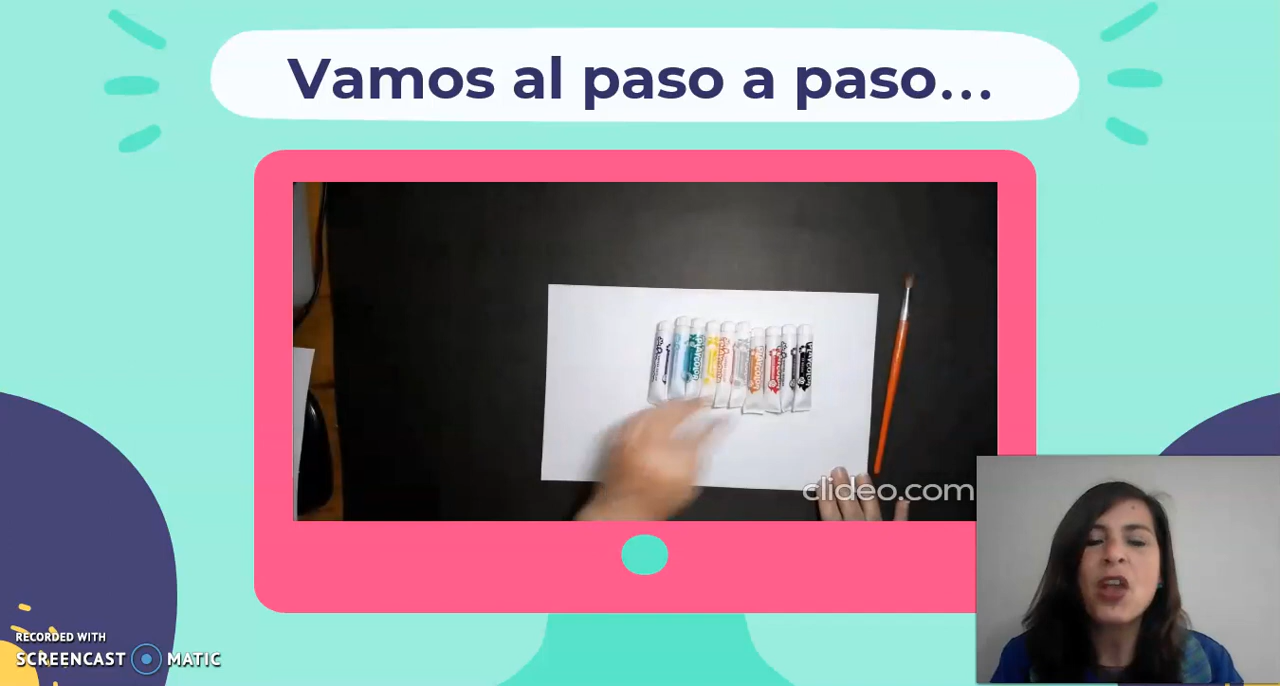 Vamos al paso a paso...
clideo.com
RECORDED WITH
SCREENCAST MATIC